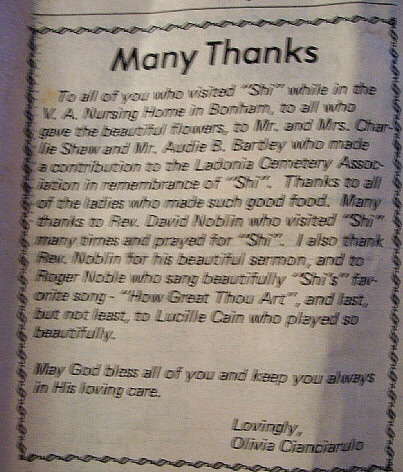 Many Thanks
To all of you who visited "Shi" while in the
V. A. Nursing Home in Bonham, to all who
gave the beautiful flowers, to Mr. and Mrs. Char-
lie Shaw and Mr. Audie B. Bartley who made
a contribution to the Ladonia Cemetery Assoc-
iation in remembrance of "Shi". Thanks to all
of the ladies who made such good food. Many
thanks to Rev. David Noblin who visited "Shi"
many times and prayed for "Shi". I also thank
Rev. Noblin for his beautiful sermon, and to
Roger Noble who sang beautifully "Shi's" fav-
orite song - "How Great Thou Art", and last,
but not least, to Lucille Cain who played so
beautifully.
May God bless all of you and keep you always
in His loving care.
Lovingly,
Olivia Cianciarulo